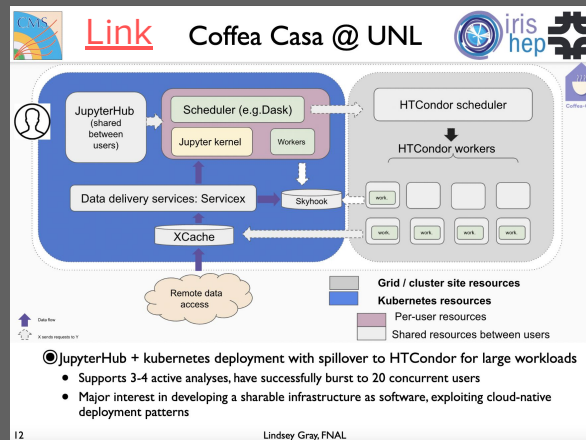 CMS
Link
Coffea Casa @ UNL
iris
hep
Coffea-
JupyterHub
(shared
between
users)
Scheduler (e.g.Dask)
Jupyter kernel
Workers
HTCondor scheduler
HTCondor workers
Data delivery services: Servicex
Skyhook
work.
XCache
work.
work.
work.
work.
Remote data
access
Data flow
X sends requests to Y
Grid / cluster site resources
Kubernetes resources
Per-user resources
Shared resources between users
JupyterHub + kubernetes deployment with spillover to HTCondor for large workloads
• Supports 3-4 active analyses, have successfully burst to 20 concurrent users
• Major interest in developing a sharable infrastructure as software, exploiting cloud-native
deployment patterns
12
Lindsey Gray, FNAL